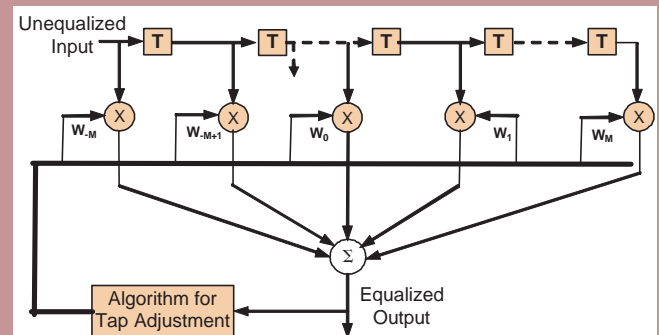 Unequalized
Input
T T T T T
X X X X X
W-M W-M+1 W0 W1 WM
Σ
Algorithm for
Tap Adjustment
Equalized
Output